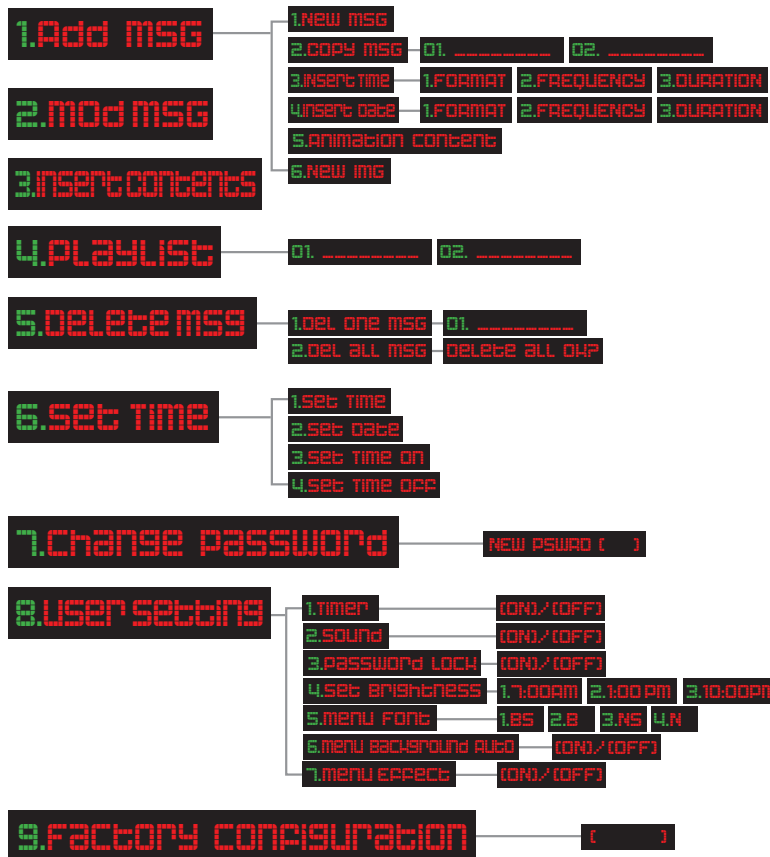 1.Add MSG
1.New MSG
2.COPY MSG 01. _________ 02. _________
3.Insert Time 1.FORMAT 2.FREQUENCY 3.DURATION
4.Insert Date 1.FORMAT 2.FREQUENCY 3.DURATION
5.Animation Content
6.New IMG
2.Mod MSG
3.Insert Contents
4.Playlist 01. _________ 02. _________
5.Delete Msg
1.Del One MSG 01. _________
2.Del All MSG Delete All OK?
6.Set Time
1.Set Time
2.Set Date
3.Set Time On
4.Set Time Off
7.Change Password NEW PSWRD [ ]
8.User Setting
1.Timer [ON]/[OFF]
2.Sound [ON]/[OFF]
3.Password Lock [ON]/[OFF]
4.Set Brightness 1.7:00AM 2.1:00 PM 3.10:00PM
5.Menu Font 1.BS 2.B 3.NS 4.N
6.Menu Background Auto [ON]/[OFF]
7.Menu Effect [ON]/[OFF]
9.Factory Configuration [ ]